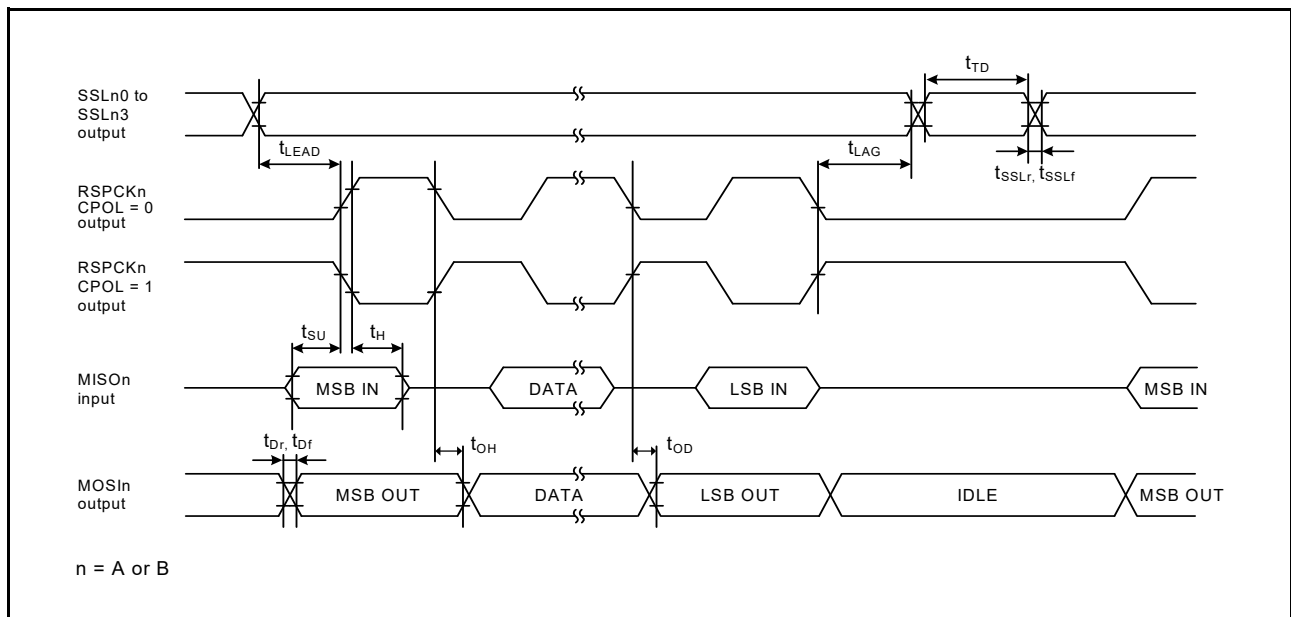 tTD
SSLn0 to
SSLn3
output
tLEAD
tLAG
tSSLr, tSSLf
RSPCKn
CPOL = 0
output
RSPCKn
CPOL = 1
output
tSU
tH
MISOn
input
MSB IN
DATA
LSB IN
MSB IN
tDr, tDf
tOH
tOD
MOSIn
output
MSB OUT
DATA
LSB OUT
IDLE
MSB OUT
n = A or B